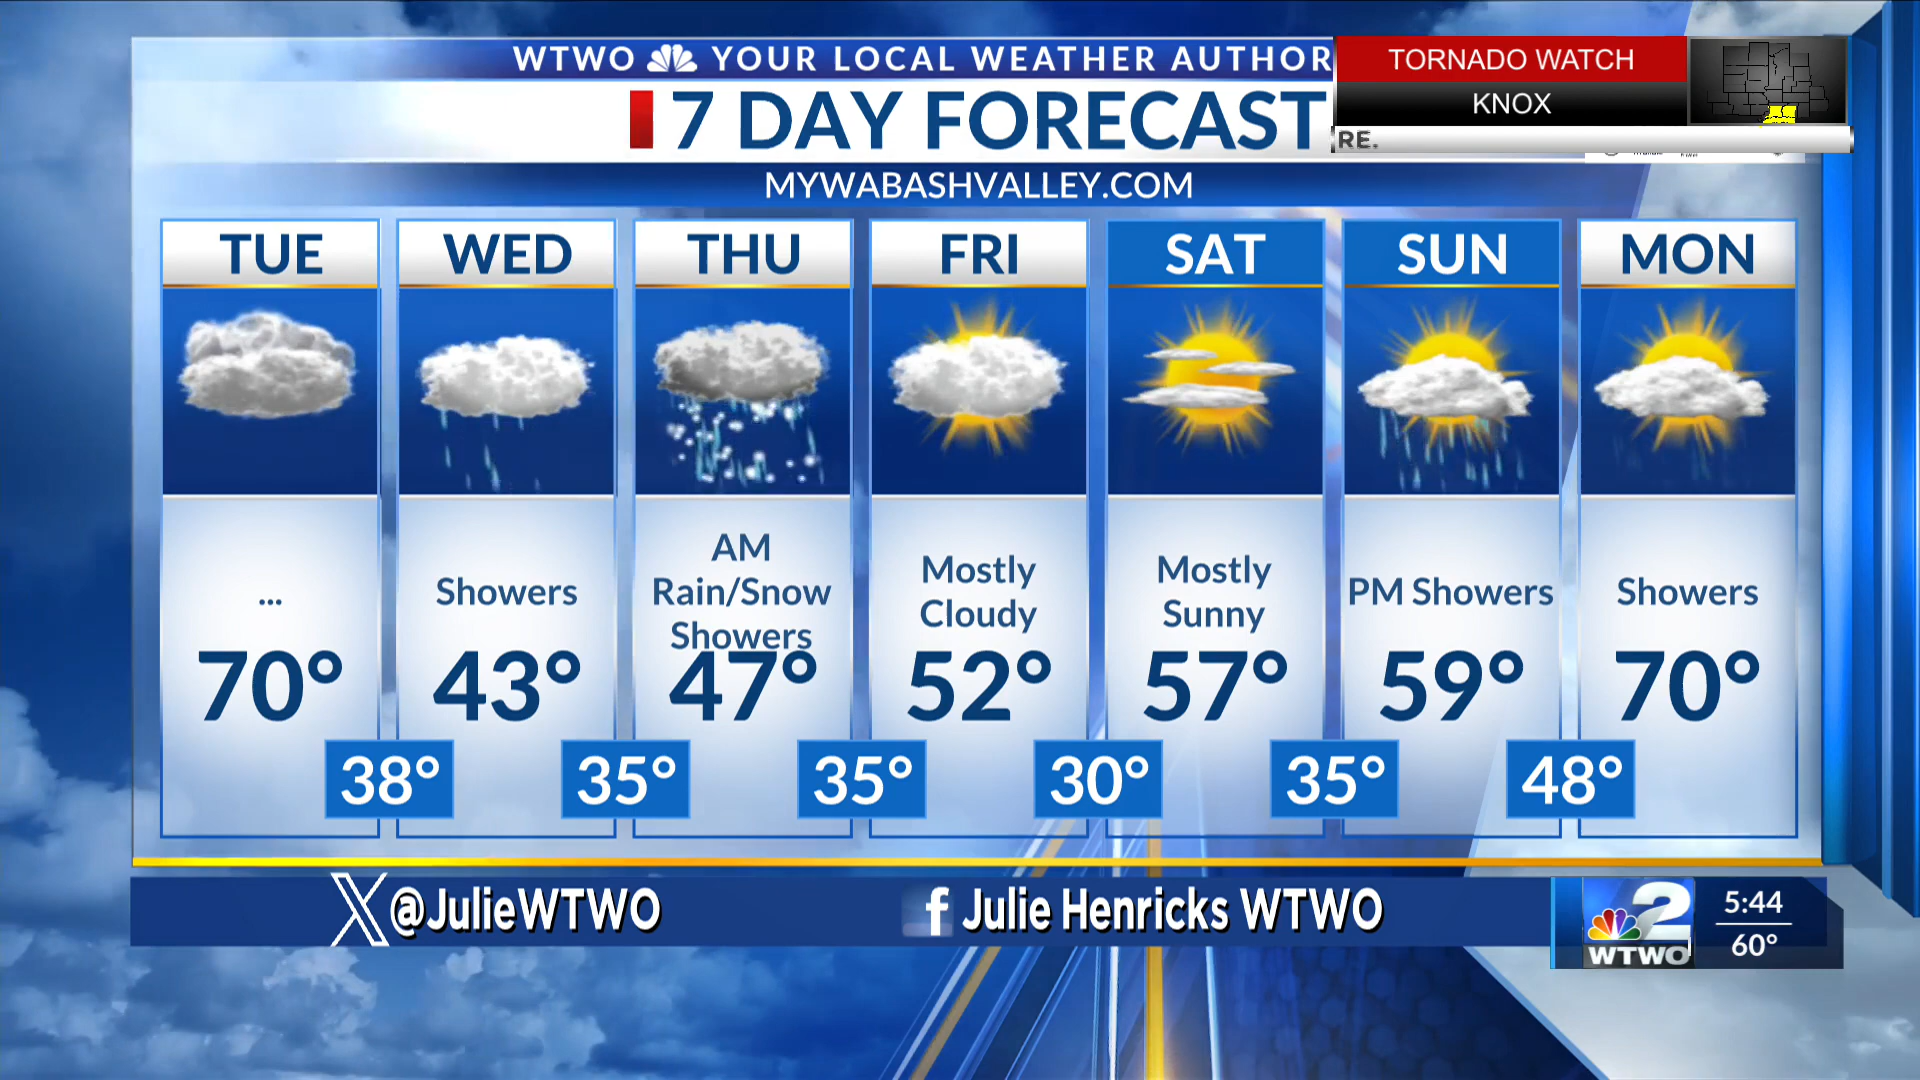 WTWO YOUR LOCAL WEATHER AUTHOR
TORNADO WATCH
KNOX
RE.
7 DAY FORECAST
MYWABASHVALLEY.COM
TUE WED THU FRI SAT SUN MON
...
Showers
AM
Rain/Snow
Showers
Mostly
Cloudy
Mostly
Sunny
PM Showers
Showers
70° 43° 47° 52° 57° 59° 70°
38° 35° 35° 30° 35° 48°
X @JulieWTWO
f Julie Henricks WTWO
2
WTWO
5:44
60°